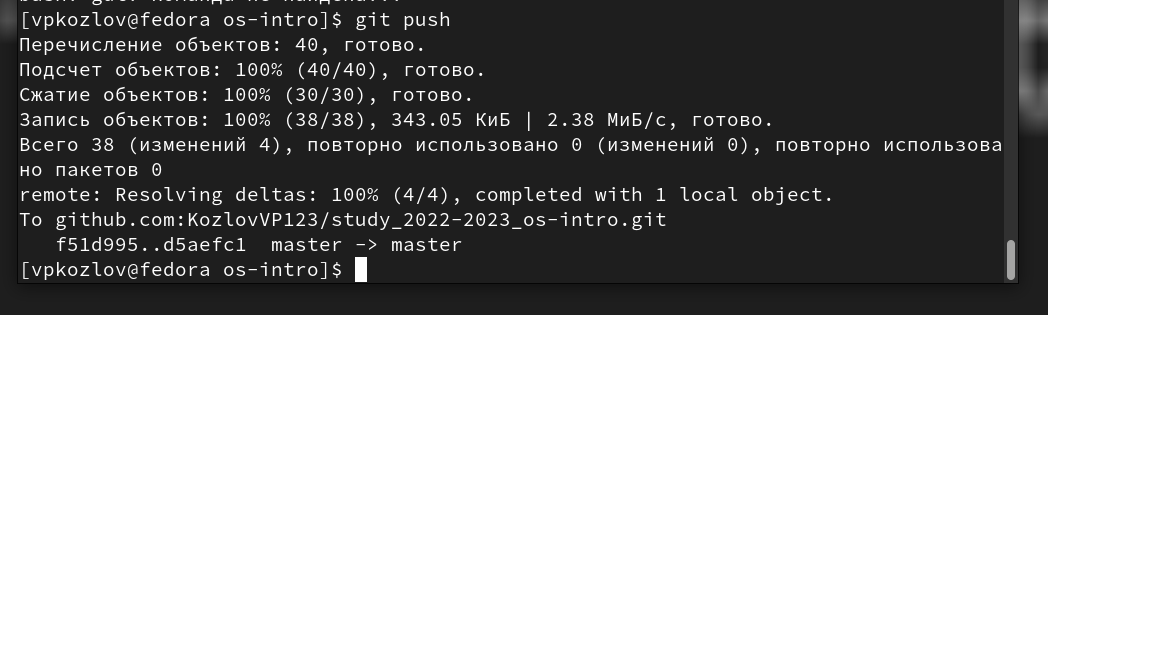 [vpkozlov@fedora os-intro]$ git push
Перечисление объектов: 40, готово.
Подсчет объектов: 100% (40/40), готово.
Сжатие объектов: 100% (30/30), готово.
Запись объектов: 100% (38/38), 343.05 КиБ | 2.38 МиБ/с, готово.
Всего 38 (изменений 4), повторно использовано 0 (изменений 0), повторно использова
но пакетов 0
remote: Resolving deltas: 100% (4/4), completed with 1 local object.
To github.com:KozlovVP123/study_2022-2023_os-intro.git
   f51d995..d5aefc1  master -> master
[vpkozlov@fedora os-intro]$